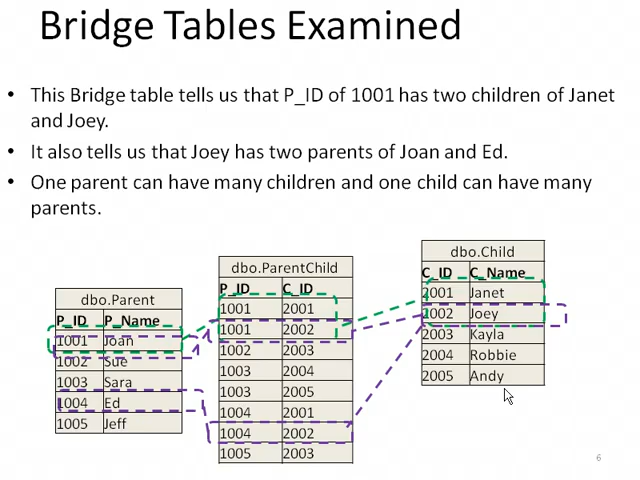 Bridge Tables Examined
• This Bridge table tells us that P_ID of 1001 has two children of Janet
and Joey.
• It also tells us that Joey has two parents of Joan and Ed.
• One parent can have many children and one child can have many
parents.
dbo.Parent
P_ID P_Name
1001 Joan
1002 Sue
1003 Sara
1004 Ed
1005 Jeff
dbo.ParentChild
P_ID C_ID
1001 2001
1001 2002
1002 2003
1003 2004
1003 2005
1004 2001
1004 2002
1005 2003
dbo.Child
C_ID C_Name
2001 Janet
2002 Joey
2003 Kayla
2004 Robbie
2005 Andy
6